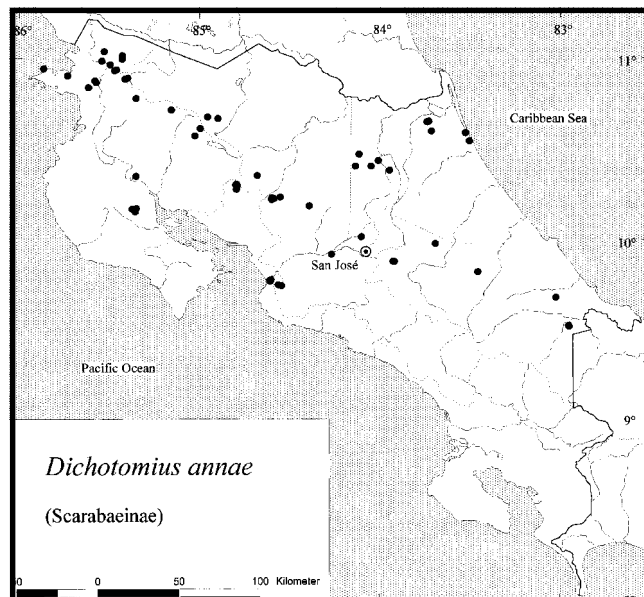 86° 85° 84° 83°
11°
Caribbean Sea
10°
San José
Pacific Ocean
9°
Dichotomius annae
(Scarabaeinae)
0 50 100 Kilometer